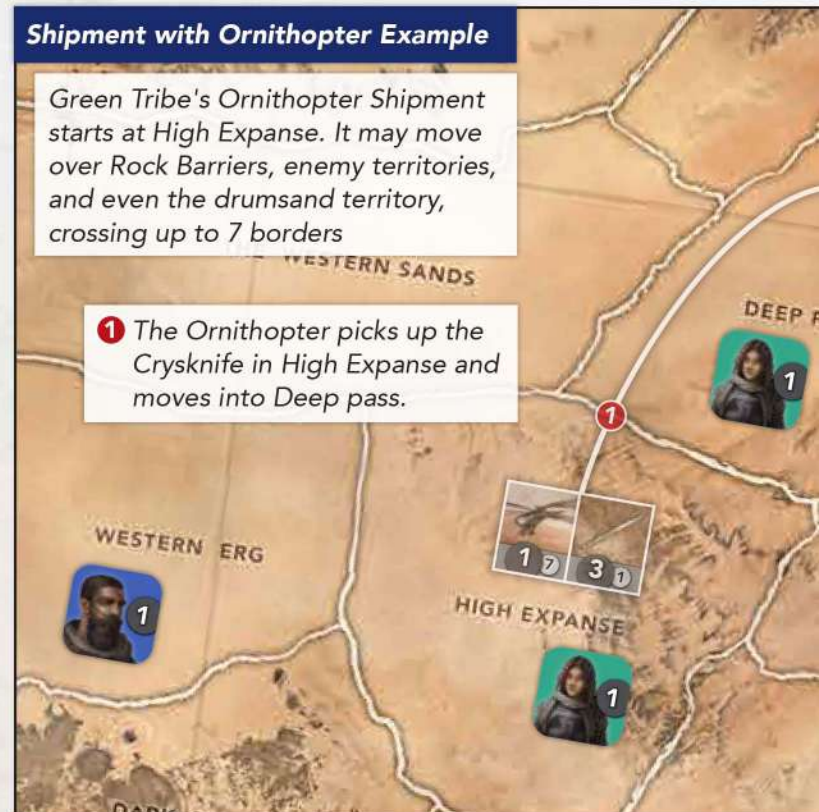 Shipment with Ornithopter Example
Green Tribe's Ornithopter Shipment
starts at High Expanse. It may move
over Rock Barriers, enemy territories,
and even the drumsand territory,
crossing up to 7 borders
WESTERN SANDS
1 The Ornithopter picks up the
Crysknife in High Expanse and
moves into Deep pass.
DEEP
1
1
WESTERN ERG
1
1 7 3 1
HIGH EXPANSE
1